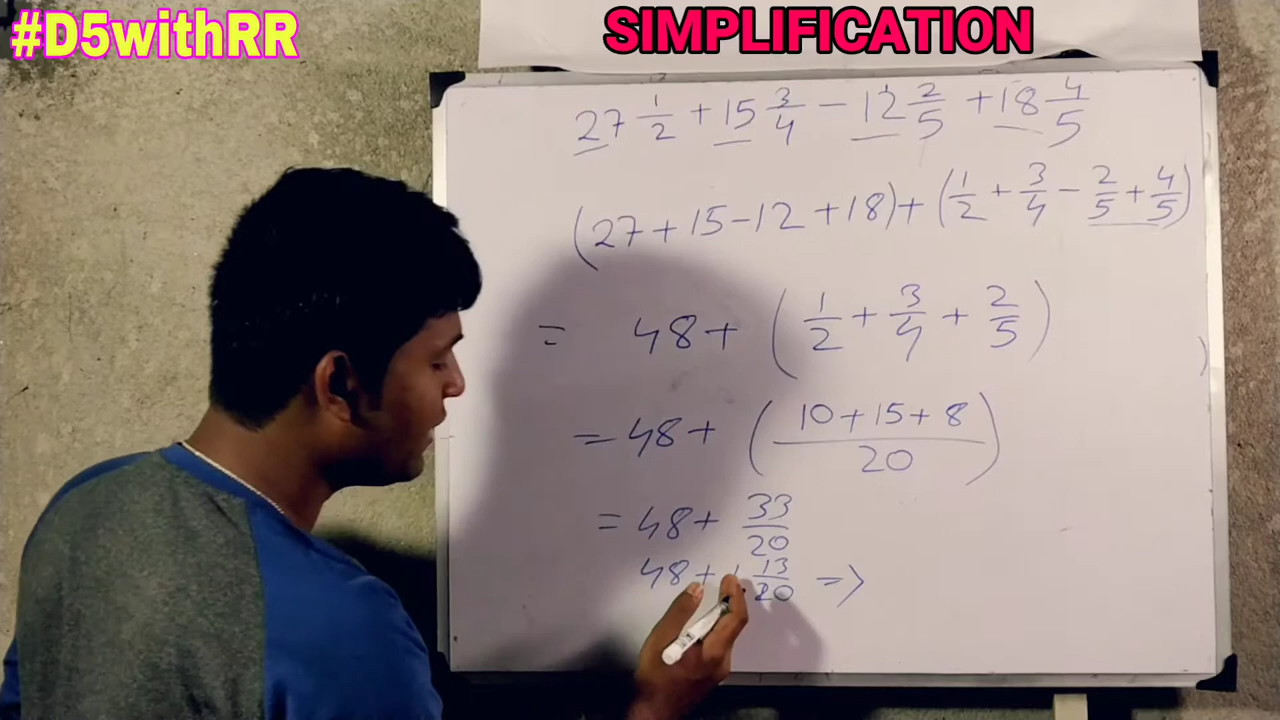 #D5withRR
SIMPLIFICATION
27 1/2 + 15 3/4 - 12 2/5 + 18 4/5
(27 + 15 - 12 + 18) + (1/2 + 3/4 - 2/5 + 4/5)
= 48 + (1/2 + 3/4 + 2/5)
= 48 + (10 + 15 + 8 / 20)
= 48 + 33/20
48 + 13/20 =>